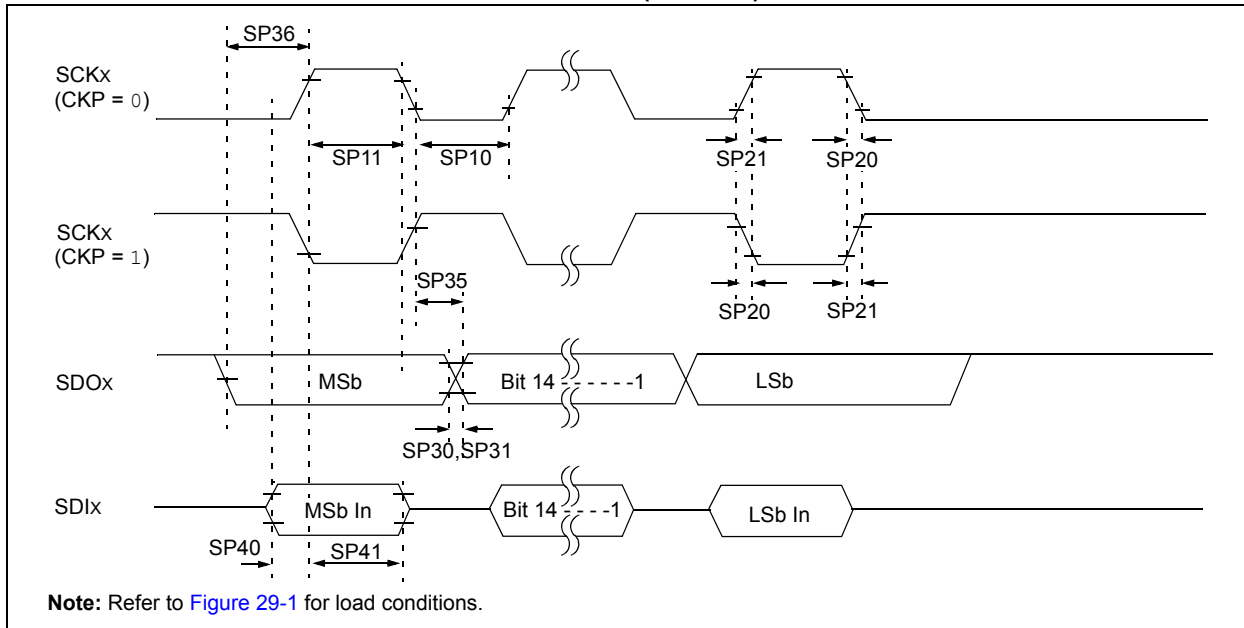 SP36
SCKx
(CKP = 0)
SP11
SP10
SP21
SP20
SCKx
(CKP = 1)
SP35
SP20
SP21
SDOx
MSb
Bit 14 - - - - - -1
LSb
SP30,SP31
SDIx
MSb In
Bit 14 - - - -1
LSb In
SP40
SP41
Note: Refer to Figure 29-1 for load conditions.